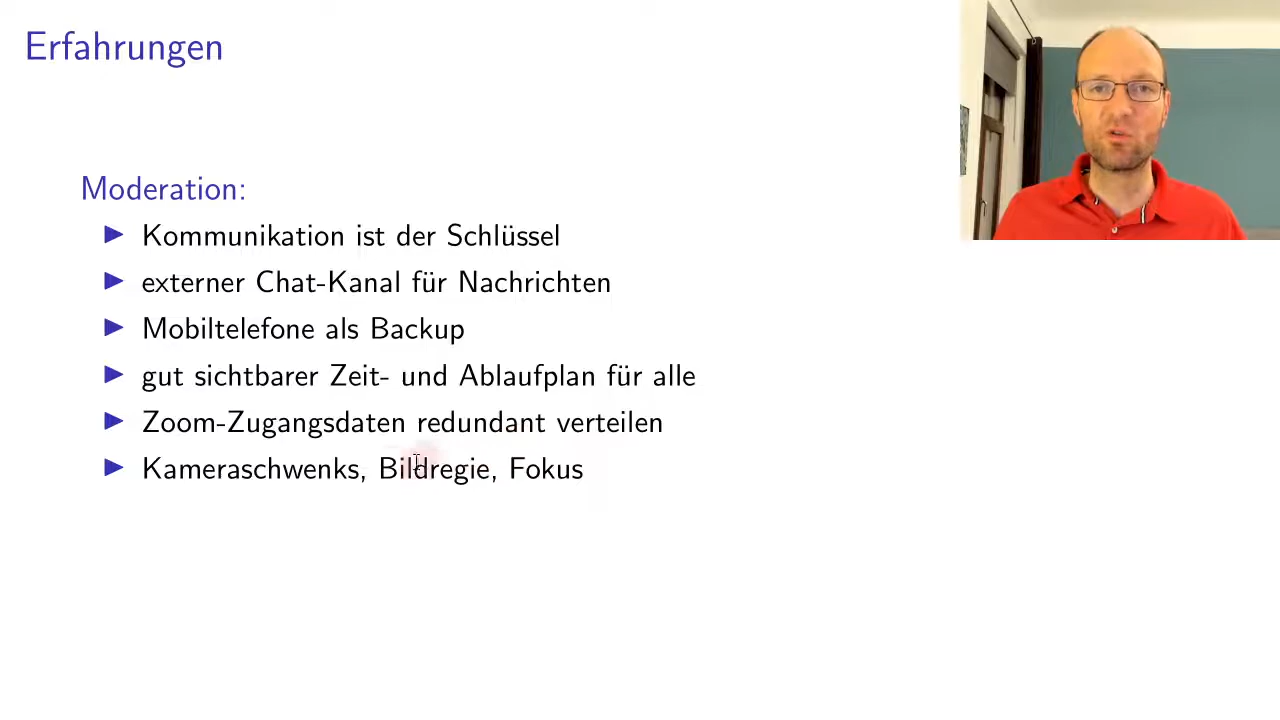 Erfahrungen
Moderation:
Kommunikation ist der Schlüssel
externer Chat-Kanal für Nachrichten
Mobiltelefone als Backup
gut sichtbarer Zeit- und Ablaufplan für alle
Zoom-Zugangsdaten redundant verteilen
Kameraschwenks, Bildregie, Fokus